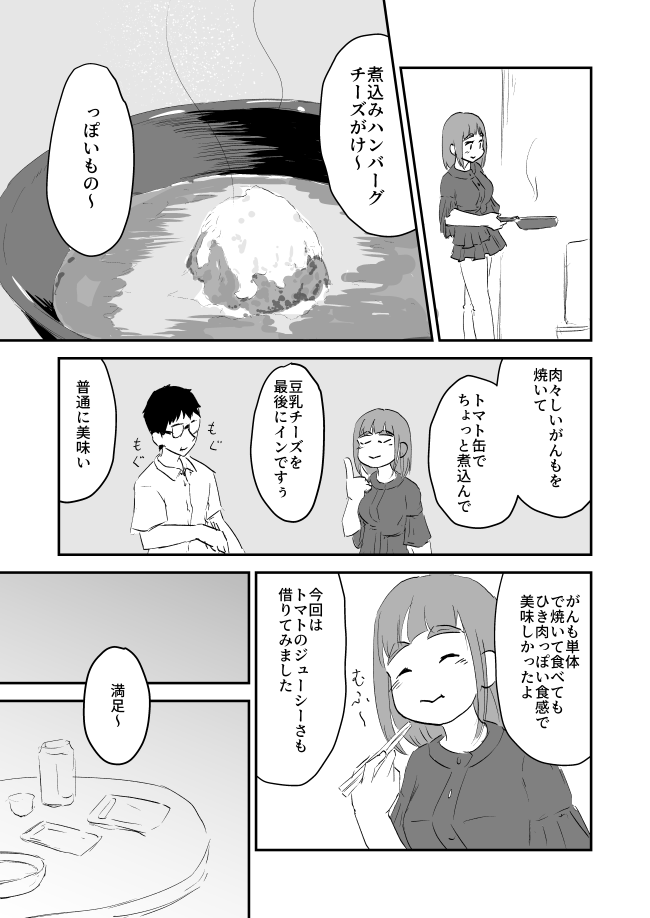 煮込みハンバーグ
チーズがけ～
っぽいもの～
肉々しいがんもを
焼いて
トマト缶で
ちょっと煮込んで
豆乳チーズを
最後にインですぅ
もぐ
もぐ
普通に美味い
がんも単体
で焼いて食べても
ひき肉っぽい食感で
美味しかったよ
むふ～
今回は
トマトのジューシーさも
借りてみました
満足～